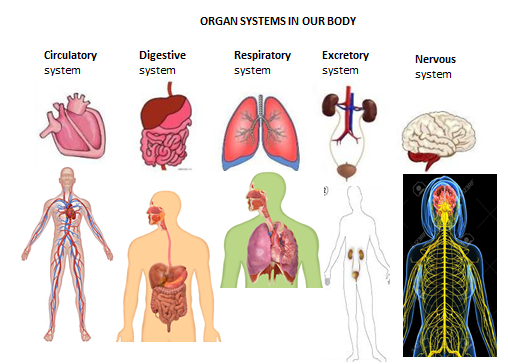 ORGAN SYSTEMS IN OUR BODY
Circulatory
system
Digestive
system
Respiratory
system
Excretory
system
Nervous
system